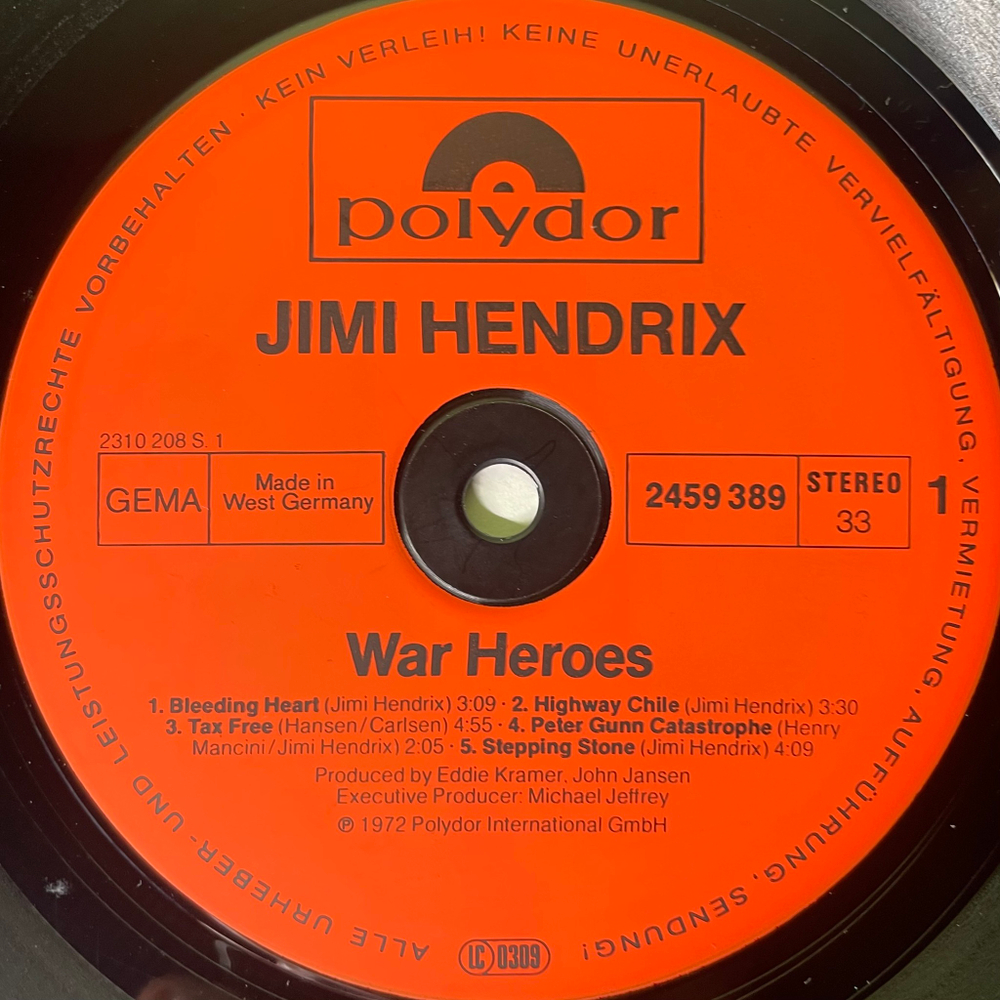 ALLE URHEBER- UND LEISTUNGSSCHUTZRECHTE VORBEHALTEN · KEIN VERLEIH! KEINE UNERLAUBTE VERVIELFÄLTIGUNG, VERMIETUNG, AUFFÜHRUNG, SENDUNG!
polydor
JIMI HENDRIX
2310 208 S. 1
GEMA
Made in
West Germany
2459 389
STEREO
33
1
War Heroes
1. Bleeding Heart (Jimi Hendrix) 3:09 · 2. Highway Chile (Jimi Hendrix) 3:30
3. Tax Free (Hansen/Carlsen) 4:55 · 4. Peter Gunn Catastrophe (Henry
Mancini/Jimi Hendrix) 2:05 · 5. Stepping Stone (Jimi Hendrix) 4:09
Produced by Eddie Kramer, John Jansen
Executive Producer: Michael Jeffrey
℗ 1972 Polydor International GmbH
LC 0309